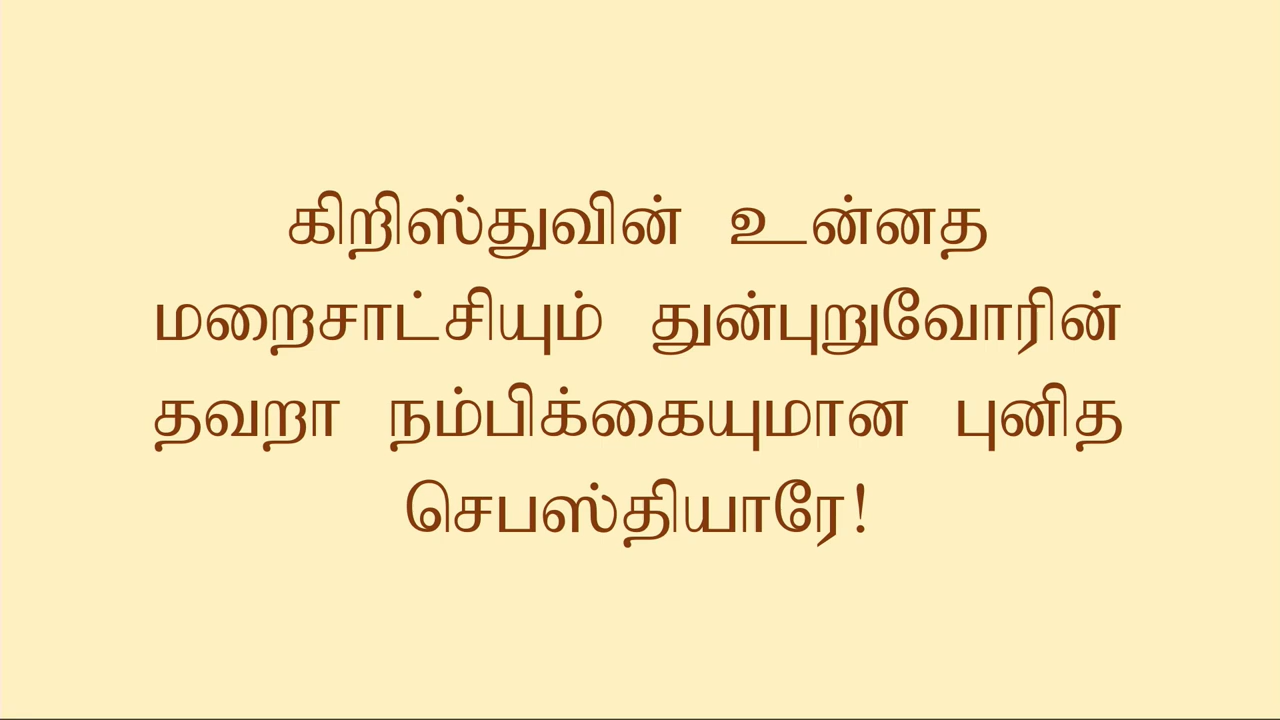 கிறிஸ்துவின் உன்னத
மறைசாட்சியும் துன்புறுவோரின்
தவறா நம்பிக்கையுமான புனித
செபஸ்தியாரே!